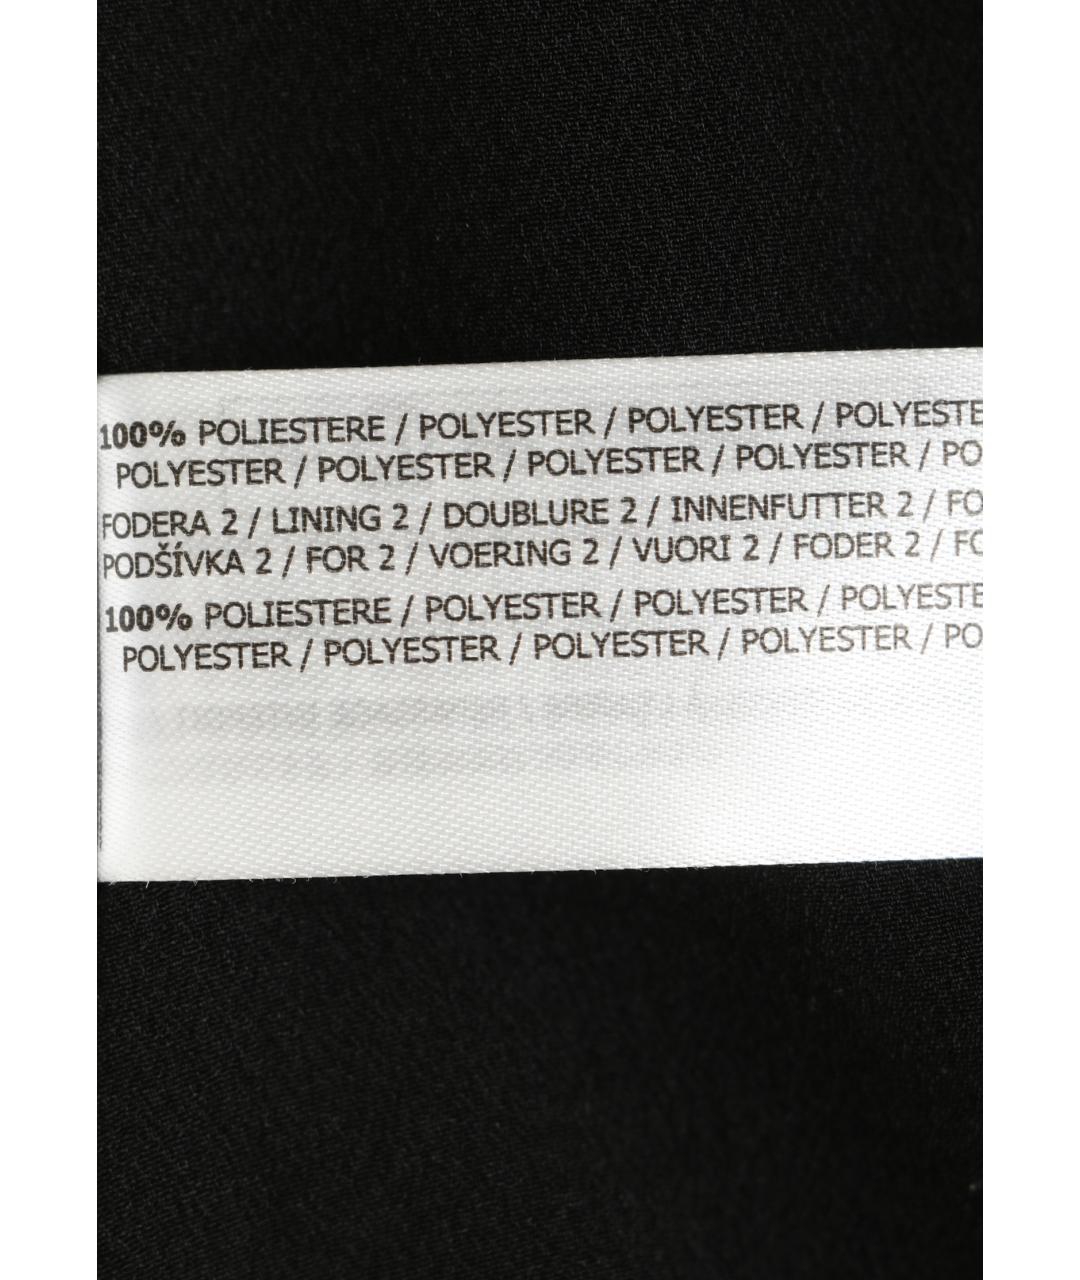 100% POLIESTERE / POLYESTER / POLYESTER / POLYESTE
POLYESTER / POLYESTER / POLYESTER / POLYESTER / PO
FODERA 2 / LINING 2 / DOUBLURE 2 / INNENFUTTER 2 / FO
PODŠÍVKA 2 / FOR 2 / VOERING 2 / VUORI 2 / FODER 2 / FO
100% POLIESTERE / POLYESTER / POLYESTER / POLYESTE
POLYESTER / POLYESTER / POLYESTER / POLYESTER / PO